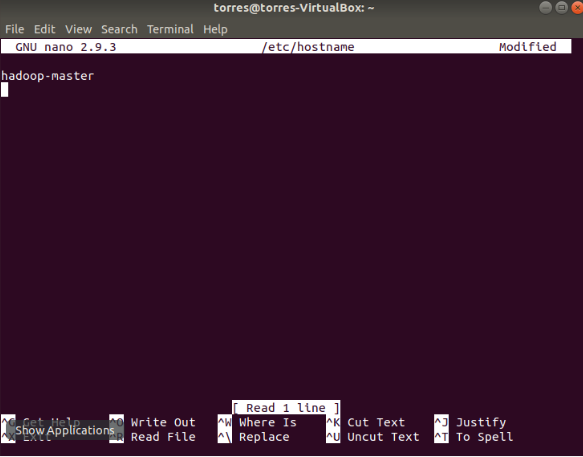 torres@torres-VirtualBox: ~
File Edit View Search Terminal Help
GNU nano 2.9.3 /etc/hostname Modified
hadoop-master
[ Read 1 line ]
^G Get Help ^O Write Out ^W Where Is ^K Cut Text ^J Justify
^X Exit ^R Read File ^\ Replace ^U Uncut Text ^T To Spell
Show Applications